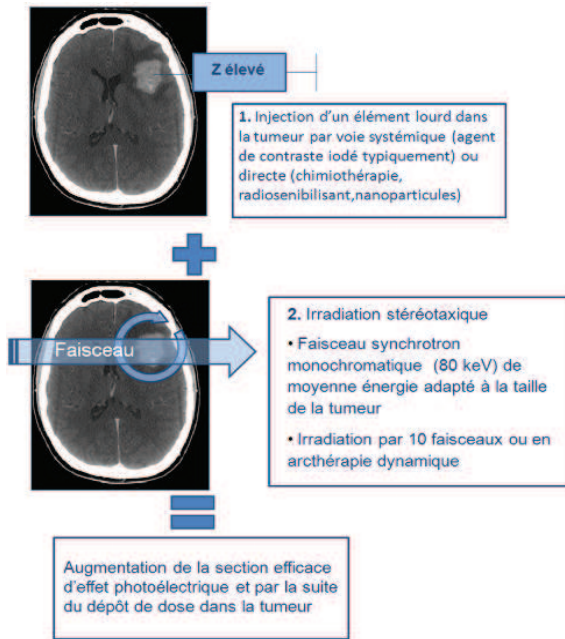 Z élevé
1. Injection d'un élément lourd dans
la tumeur par voie systémique (agent
de contraste iodé typiquement) ou
directe (chimiothérapie,
radiosenibilisant,nanoparticules)
Faisceau
2. Irradiation stéréotaxique
• Faisceau synchrotron
monochromatique (80 keV) de
moyenne énergie adapté à la taille
de la tumeur
• Irradiation par 10 faisceaux ou en
arcthérapie dynamique
Augmentation de la section efficace
d'effet photoélectrique et par la suite
du dépôt de dose dans la tumeur